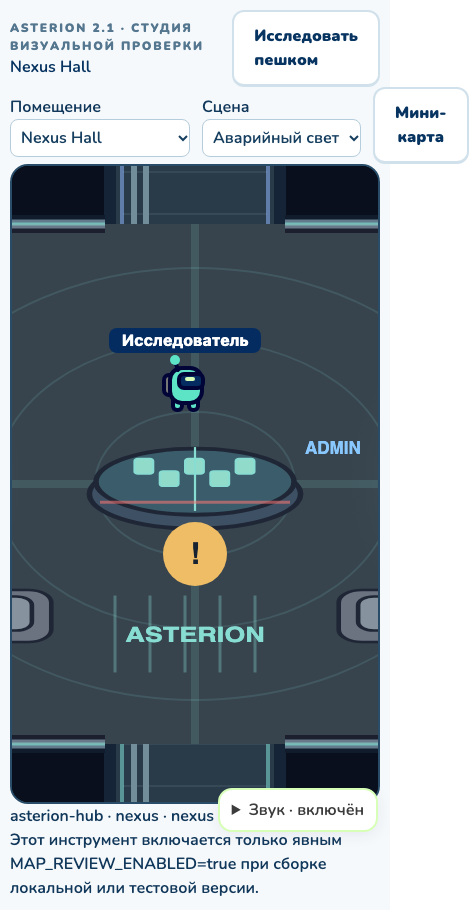 ASTERION 2.1 · СТУДИЯ
ВИЗУАЛЬНОЙ ПРОВЕРКИ
Nexus Hall
Исследовать
пешком
Помещение
Сцена
Nexus Hall
Аварийный свет
Мини-
карта
Исследователь
ADMIN
!
ASTERION
asterion-hub · nexus · nexus
Звук · включён
Этот инструмент включается только явным
MAP_REVIEW_ENABLED=true при сборке
локальной или тестовой версии.